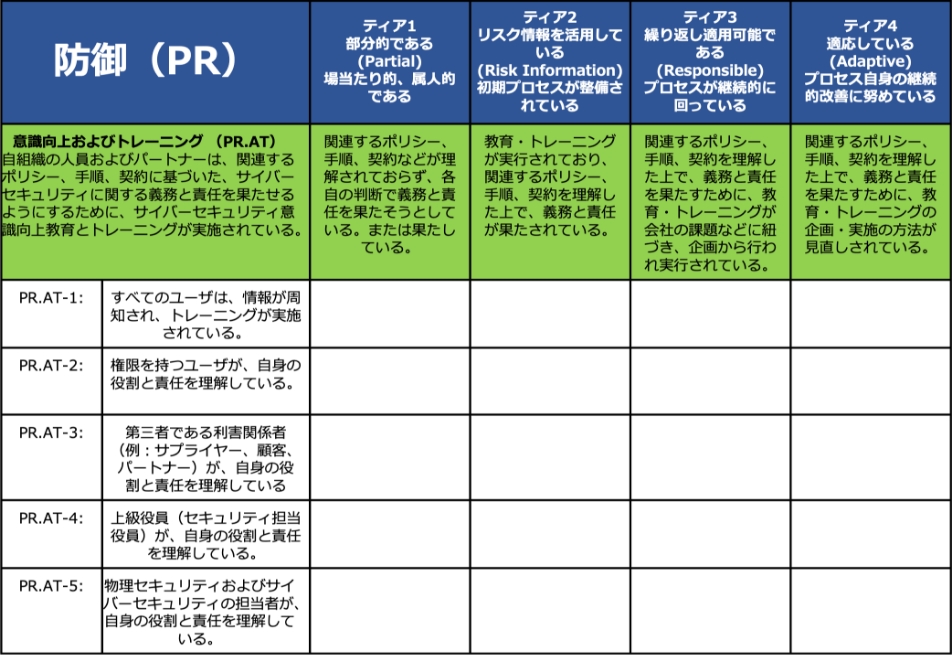 防御（PR）
ティア1
部分的である
(Partial)
場当たり的、属人的
である
ティア2
リスク情報を活用して
いる
(Risk Information)
初期プロセスが整備さ
れている
ティア3
繰り返し適用可能で
ある
(Responsible)
プロセスが継続的に
回っている
ティア4
適応している
(Adaptive)
プロセス自身の継続
的改善に努めている
意識向上およびトレーニング （PR.AT）
自組織の人員およびパートナーは、関連する
ポリシー、手順、契約に基づいた、サイバー
セキュリティに関する義務と責任を果たせる
ようにするために、サイバーセキュリティ意
識向上教育とトレーニングが実施されている。
関連するポリシー、
手順、契約などが理
解されておらず、各
自の判断で義務と責
任を果たそうとして
いる。または果たし
ている。
教育・トレーニング
が実行されており、
関連するポリシー、
手順、契約を理解し
た上で、義務と責任
が果たされている。
関連するポリシー、
手順、契約を理解し
た上で、義務と責任
を果たすために、教
育・トレーニングが
会社の課題などに紐
づき、企画から行わ
れ実行されている。
関連するポリシー、
手順、契約を理解し
た上で、義務と責任
を果たすために、教
育・トレーニングの
企画・実施の方法が
見直しされている。
PR.AT-1:
すべてのユーザは、情報が周
知され、トレーニングが実施
されている。
PR.AT-2:
権限を持つユーザが、自身の
役割と責任を理解している。
PR.AT-3:
第三者である利害関係者
（例：サプライヤー、顧客、
パートナー）が、自身の役
割と責任を理解している
PR.AT-4:
上級役員（セキュリティ担当
役員）が、自身の役割と責任
を理解している。
PR.AT-5:
物理セキュリティおよびサイ
バーセキュリティの担当者が、
自身の役割と責任を理解して
いる。